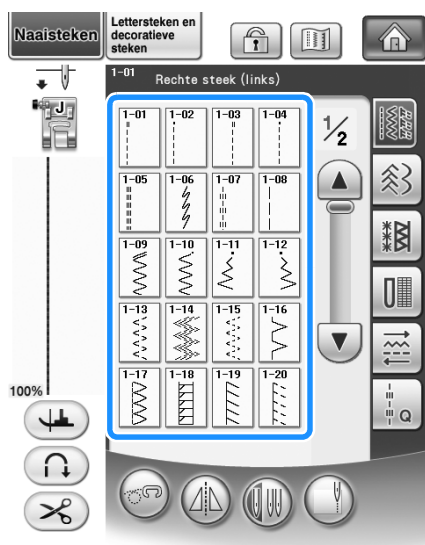 Naaisteken
Lettersteken en
decoratieve
steken
1-01
Rechte steek (links)
J
1-01 1-02 1-03 1-04
1/2
1-05 1-06 1-07 1-08
1-09 1-10 1-11 1-12
1-13 1-14 1-15 1-16
1-17 1-18 1-19 1-20
100%
Q